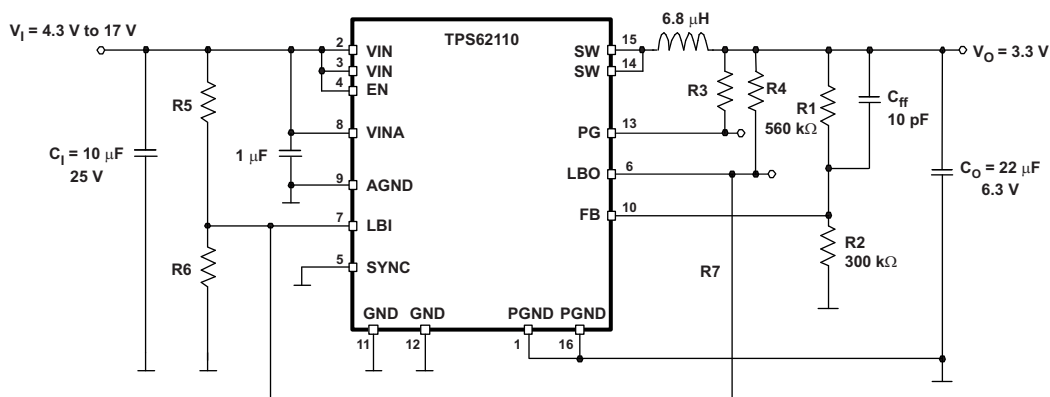 V_I = 4.3 V to 17 V
TPS62110
6.8 µH
V_O = 3.3 V
2
VIN
3
VIN
4
EN
8
VINA
9
AGND
7
LBI
5
SYNC
15
SW
14
SW
13
PG
6
LBO
10
FB
GND
GND
PGND
PGND
11
12
1
16
R5
R6
C_I = 10 µF
25 V
1 µF
R3
R4
R1
560 kΩ
C_ff
10 pF
C_O = 22 µF
6.3 V
R2
300 kΩ
R7